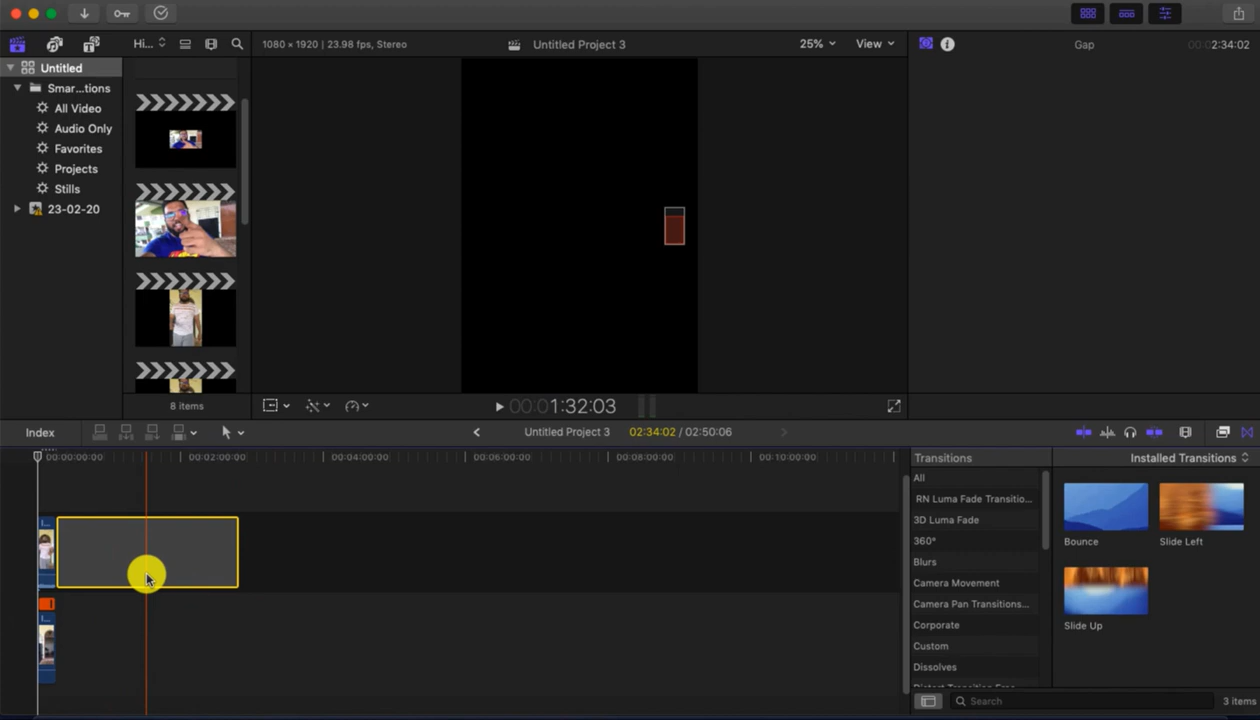 Hi...
1080 × 1920 | 23.98 fps, Stereo
Untitled Project 3
25%
View
Gap
00:02:34:02
Untitled
Smar...tions
All Video
Audio Only
Favorites
Projects
Stills
23-02-20
8 items
00:01:32:03
Index
Untitled Project 3
02:34:02 / 02:50:06
00:00:00:00
00:02:00:00
00:04:00:00
00:06:00:00
00:08:00:00
00:10:00:00
Transitions
Installed Transitions
All
RN Luma Fade Transitio...
3D Luma Fade
360°
Blurs
Camera Movement
Camera Pan Transitions...
Corporate
Custom
Dissolves
Bounce
Slide Left
Slide Up
I...
I...
Search
3 items